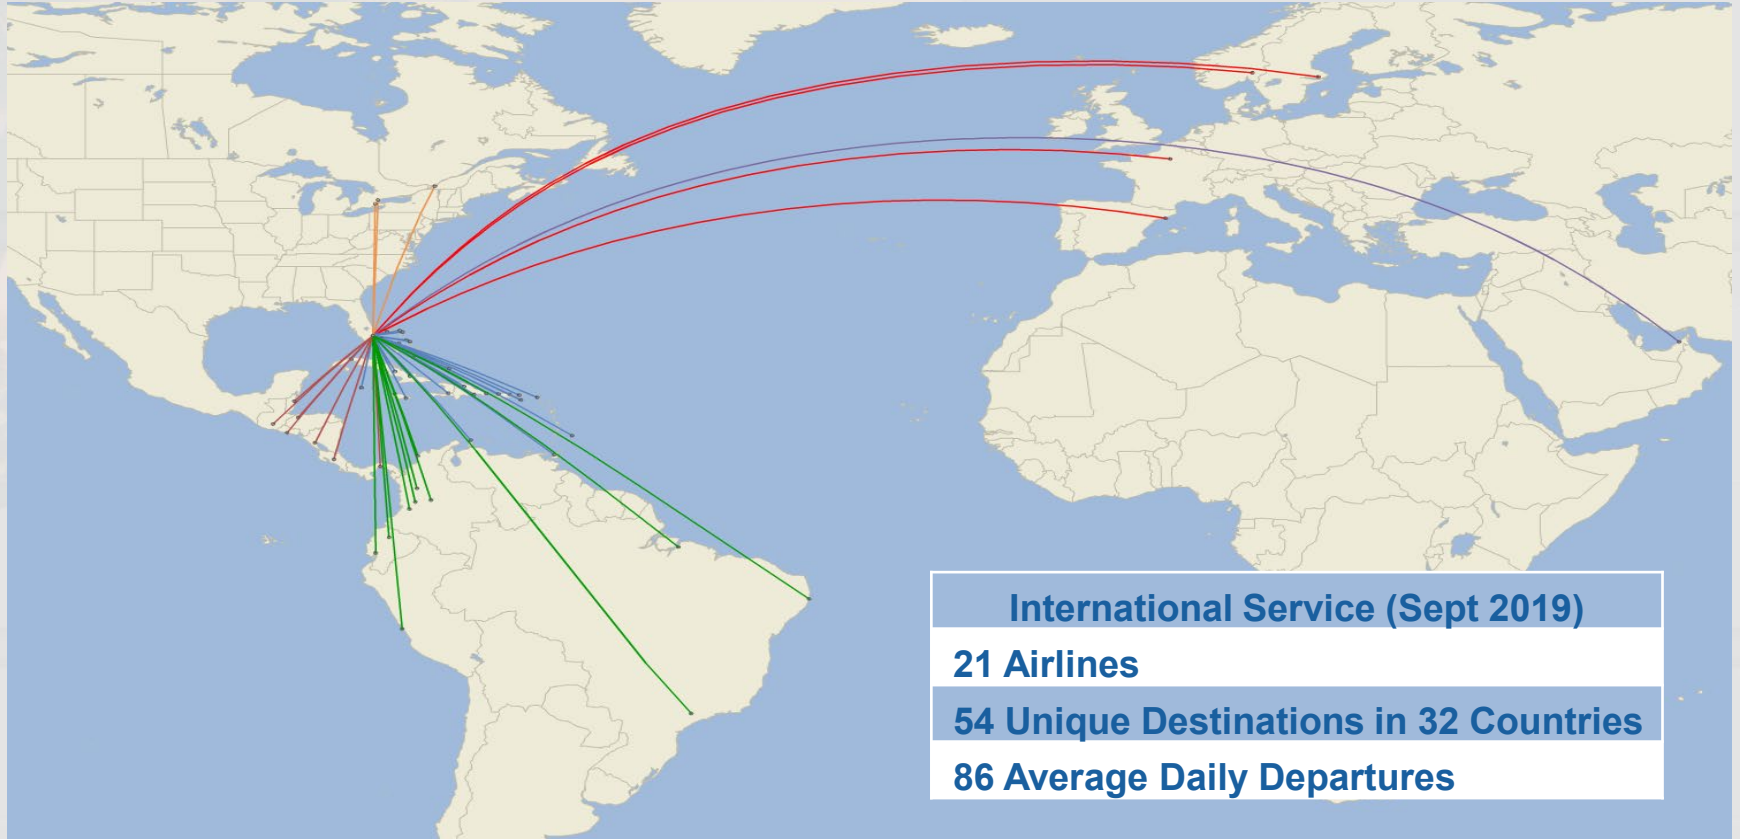 International Service (Sept 2019)
21 Airlines
54 Unique Destinations in 32 Countries
86 Average Daily Departures